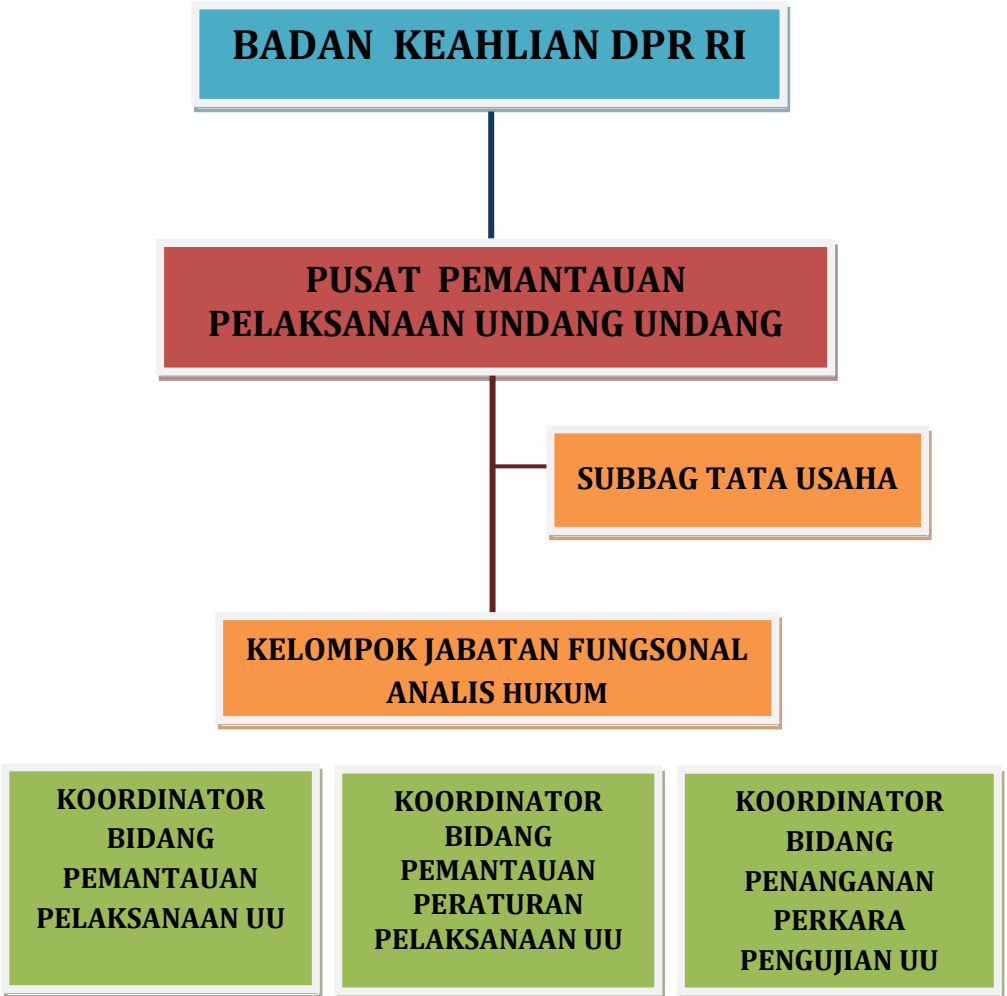 BADAN KEAHLIAN DPR RI
PUSAT PEMANTAUAN
PELAKSANAAN UNDANG UNDANG
SUBBAG TATA USAHA
KELOMPOK JABATAN FUNGSONAL
ANALIS HUKUM
KOORDINATOR
BIDANG
PEMANTAUAN
PELAKSANAAN UU
KOORDINATOR
BIDANG
PEMANTAUAN
PERATURAN
PELAKSANAAN UU
KOORDINATOR
BIDANG
PENANGANAN
PERKARA
PENGUJIAN UU